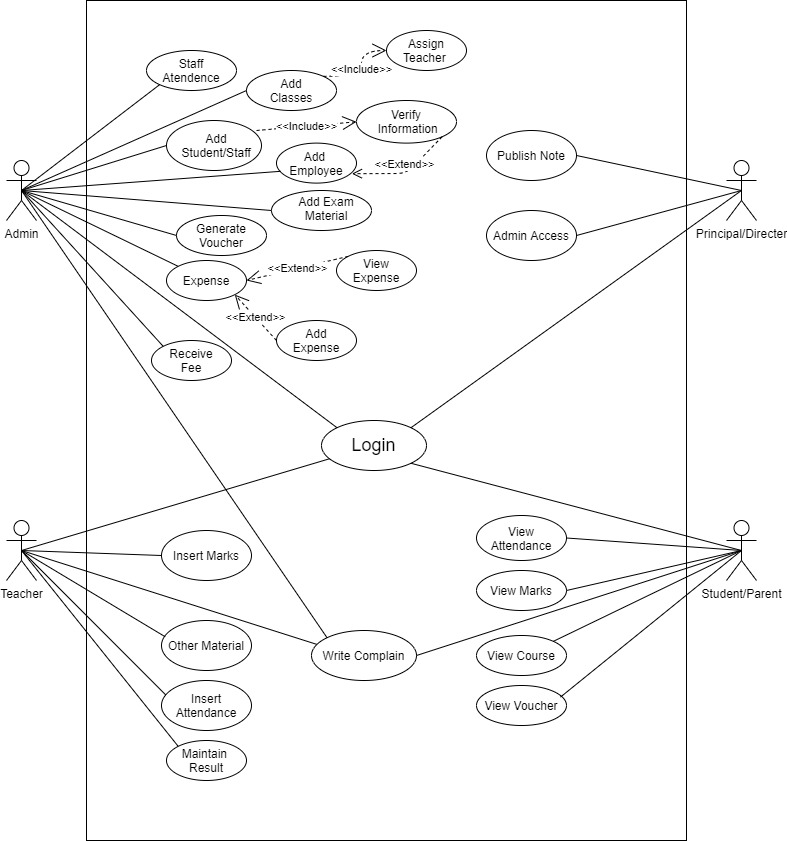 Assign
Teacher
Staff
Atendence
<<Include>>
Add
Classes
Verify
Information
<<Include>>
Add
Student/Staff
Add
Employee
<<Extend>>
Publish Note
Add Exam
Material
Admin
Generate
Voucher
Admin Access
Principal/Directer
<<Extend>>
View
Expense
Expense
<<Extend>>
Add
Expense
Receive
Fee
Login
View
Attendance
Insert Marks
Teacher
View Marks
Student/Parent
Other Material
Write Complain
View Course
Insert
Attendance
View Voucher
Maintain
Result